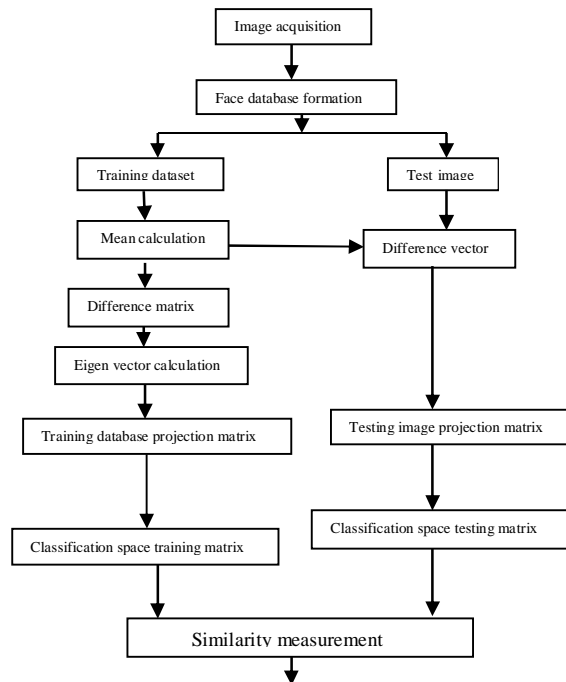 Image acquisition
Face database formation
Training dataset
Test image
Mean calculation
Difference vector
Difference matrix
Eigen vector calculation
Training database projection matrix
Testing image projection matrix
Classification space training matrix
Classification space testing matrix
Similarity measurement